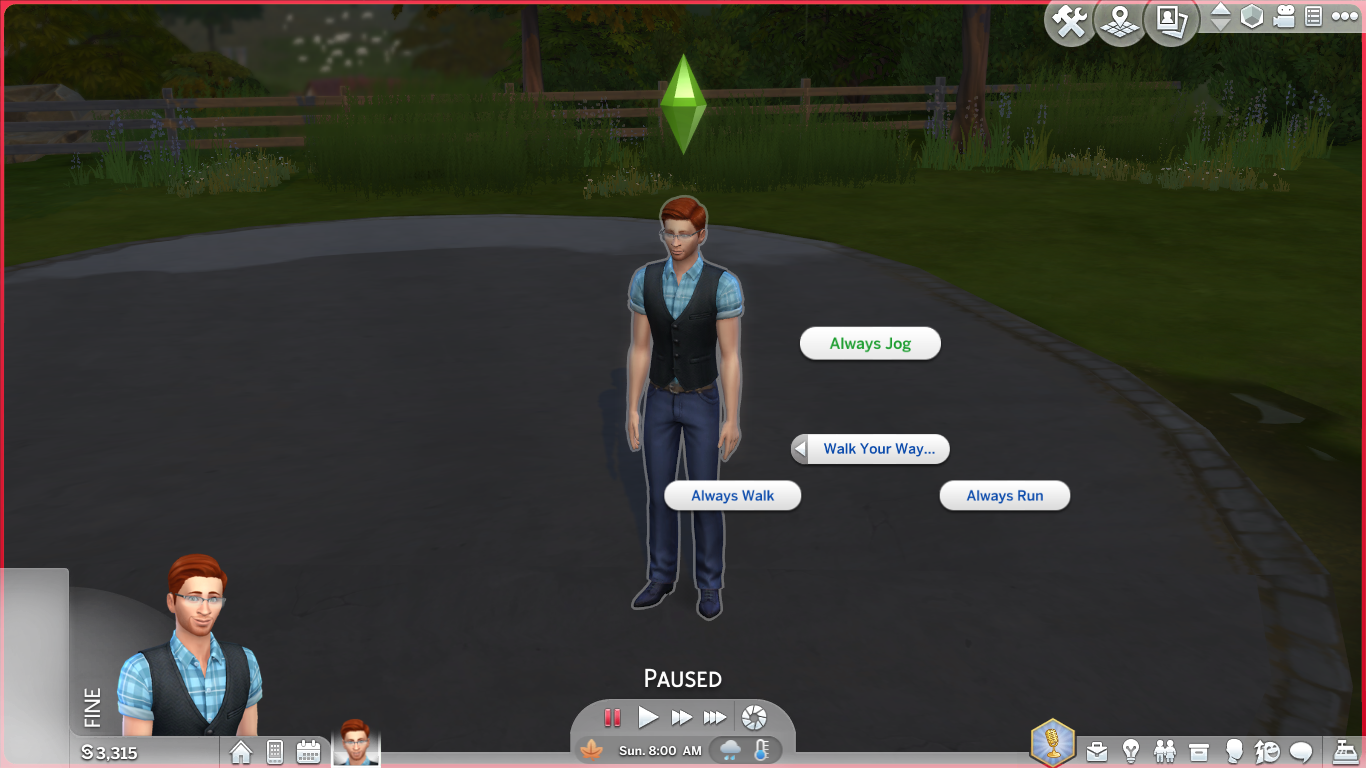 Always Jog
Walk Your Way...
Always Walk
Always Run
PAUSED
FINE
§3,315
Sun. 8:00 AM